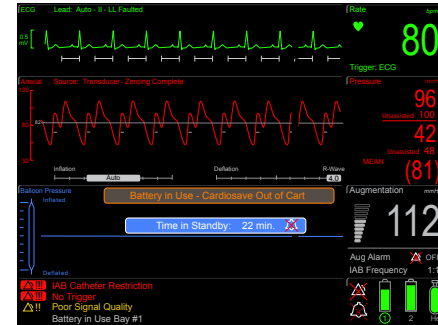 ECG Lead: Auto - II - LL Faulted
0.5
mV
Rate bpm
80
Trigger: ECG
Arterial Source: Transducer - Zeroing Complete
100
Pressure
96
Unassisted 100
42
Unassisted 48
MEAN (81)
Inflation Deflation R-Wave
Auto 4.0
Balloon Pressure
Inflated
Battery in Use - Cardiosave Out of Cart
Time in Standby: 22 min.
Deflated
Augmentation mmHg
112
Aug Alarm OFF
IAB Frequency 1:1
!!! IAB Catheter Restriction
!!! No Trigger
!! Poor Signal Quality
Battery in Use Bay #1
1 2